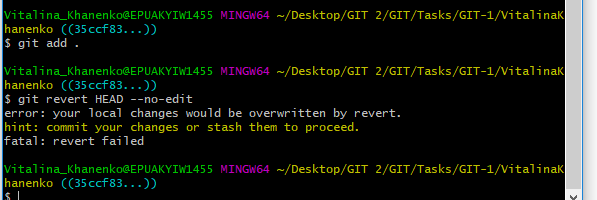 Vitalina_Khanenko@EPUAKYIW1455 MINGW64 ~/Desktop/GIT 2/GIT/Tasks/GIT-1/VitalinaK
hanenko ((35ccf83...))
$ git add .
Vitalina_Khanenko@EPUAKYIW1455 MINGW64 ~/Desktop/GIT 2/GIT/Tasks/GIT-1/VitalinaK
hanenko ((35ccf83...))
$ git revert HEAD --no-edit
error: your local changes would be overwritten by revert.
hint: commit your changes or stash them to proceed.
fatal: revert failed
Vitalina_Khanenko@EPUAKYIW1455 MINGW64 ~/Desktop/GIT 2/GIT/Tasks/GIT-1/VitalinaK
hanenko ((35ccf83...))
$